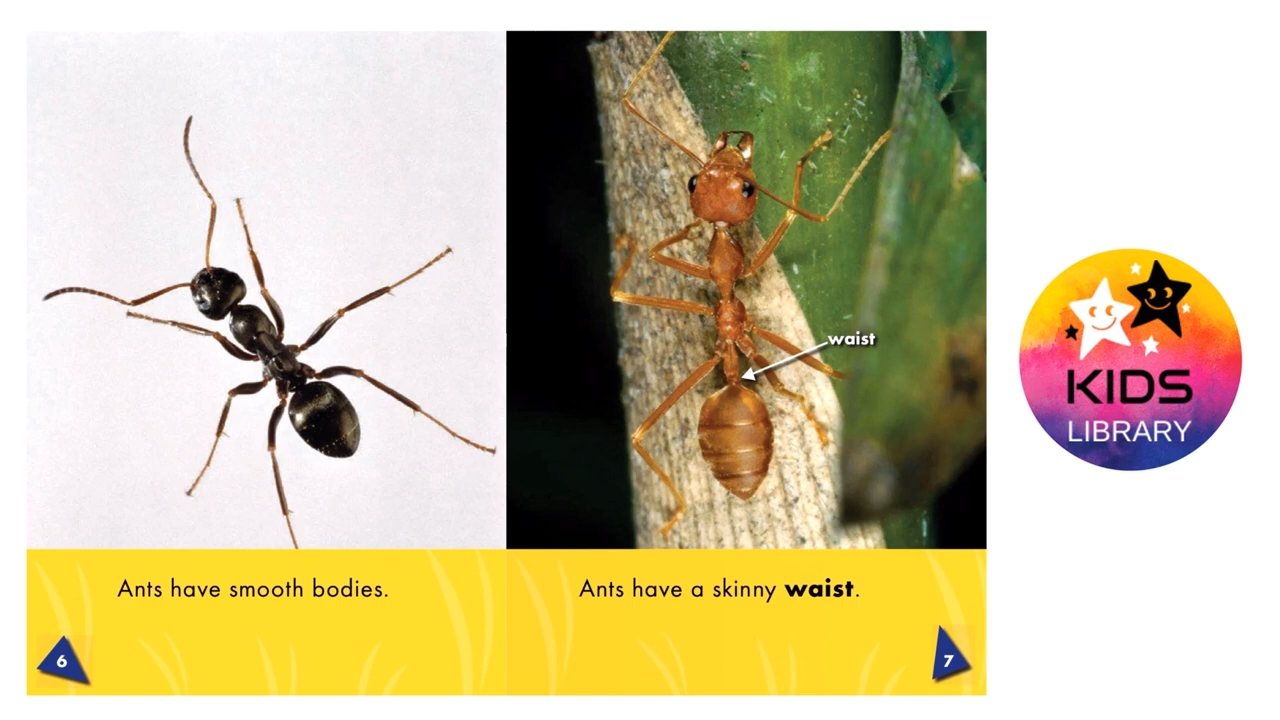 waist
Ants have smooth bodies.
Ants have a skinny waist.
6
7
KIDS
LIBRARY